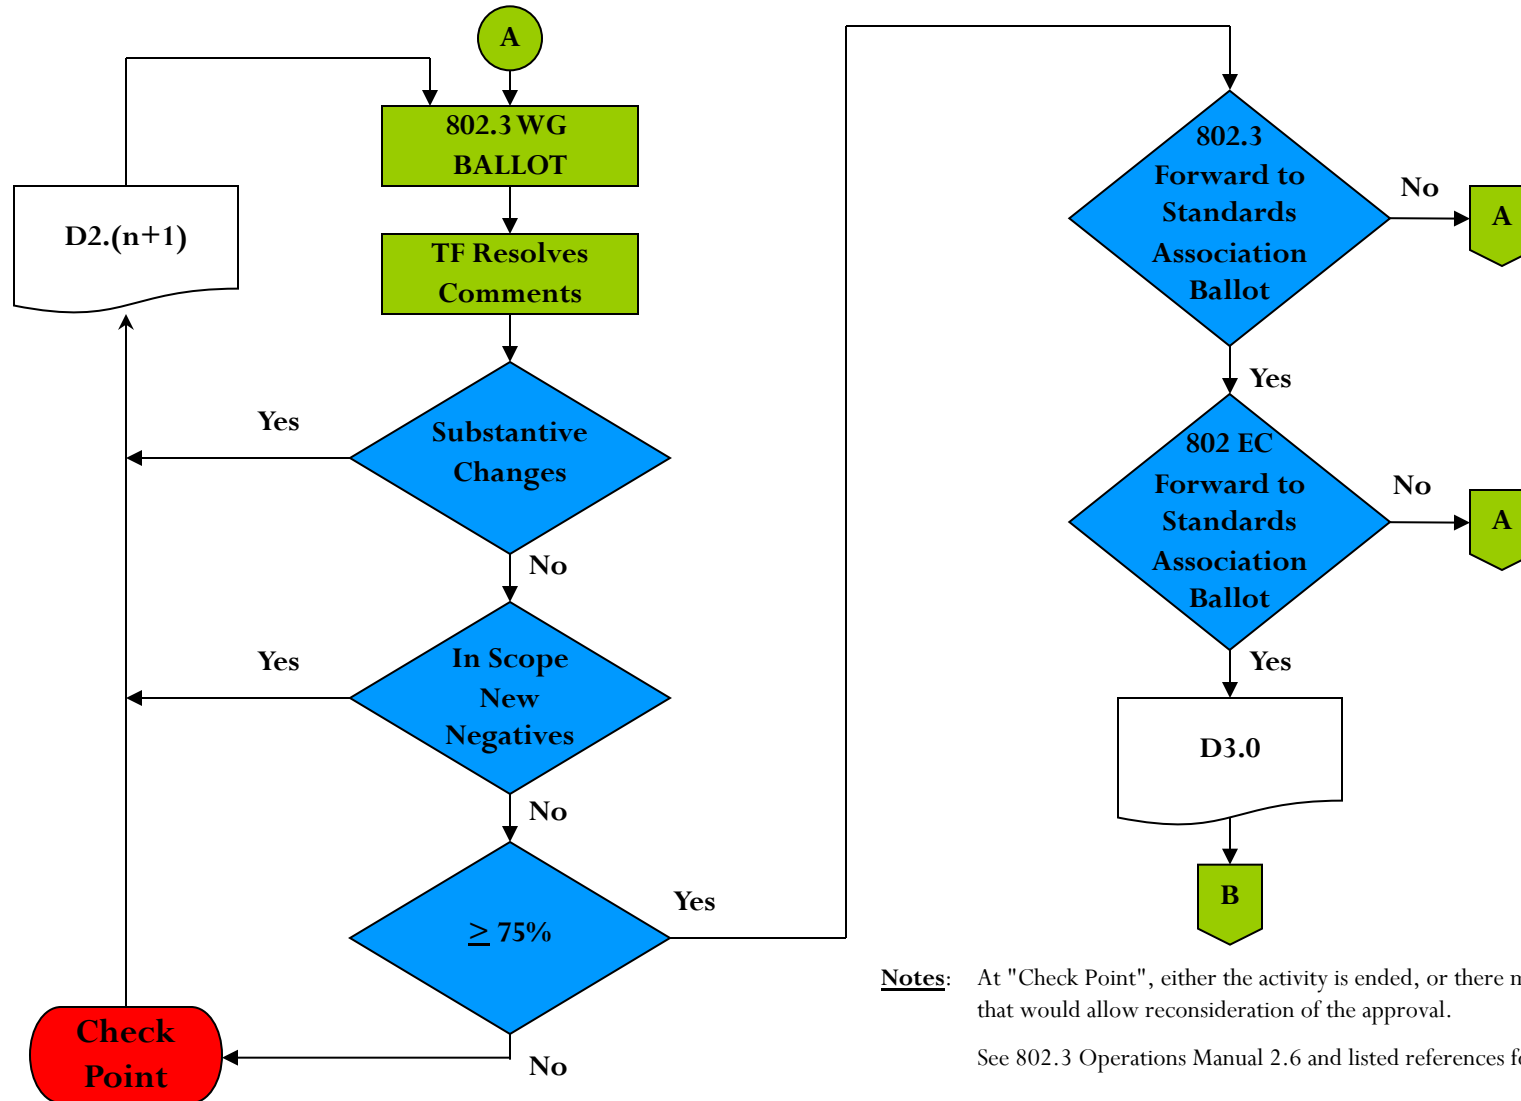 A
802.3 WG
BALLOT
D2.(n+1)
TF Resolves
Comments
Yes
Substantive
Changes
No
Yes
In Scope
New
Negatives
No
≥ 75%
Yes
No
Check
Point
802.3
Forward to
Standards
Association
Ballot
No
A
Yes
802 EC
Forward to
Standards
Association
Ballot
No
A
Yes
D3.0
B
Notes: At "Check Point", either the activity is ended, or there
that would allow reconsideration of the approval.
See 802.3 Operations Manual 2.6 and listed references